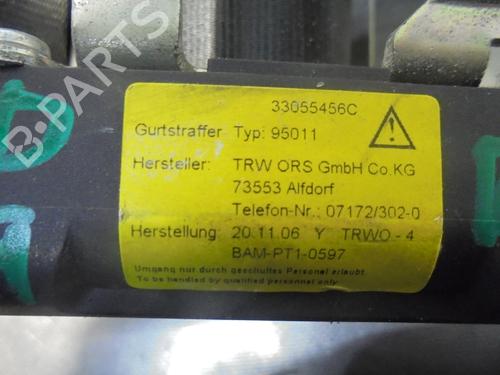 33055456C
Gurtstraffer Typ: 95011
Hersteller: TRW ORS GmbH Co.KG
73553 Alfdorf
Telefon-Nr.: 07172/302-0
Herstellung: 20.11.06 Y TRWO - 4
BAM-PT1-0597
Umgang nur durch geschultes Personal erlaubt.
To be handled by qualified personnel only.
B-PARTS